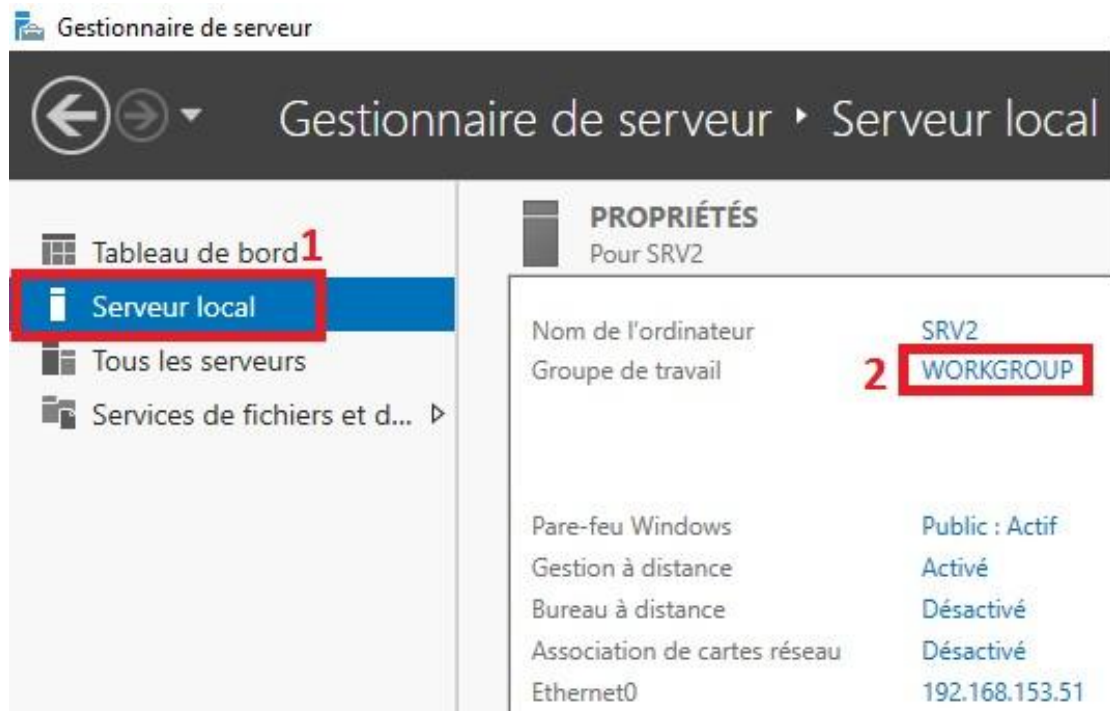 Gestionnaire de serveur
Gestionnaire de serveur ‣ Serveur local
Tableau de bord 1
Serveur local
Tous les serveurs
Services de fichiers et d...
PROPRIÉTÉS
Pour SRV2
Nom de l'ordinateur SRV2
Groupe de travail 2 WORKGROUP
Pare-feu Windows Public : Actif
Gestion à distance Activé
Bureau à distance Désactivé
Association de cartes réseau Désactivé
Ethernet0 192.168.153.51